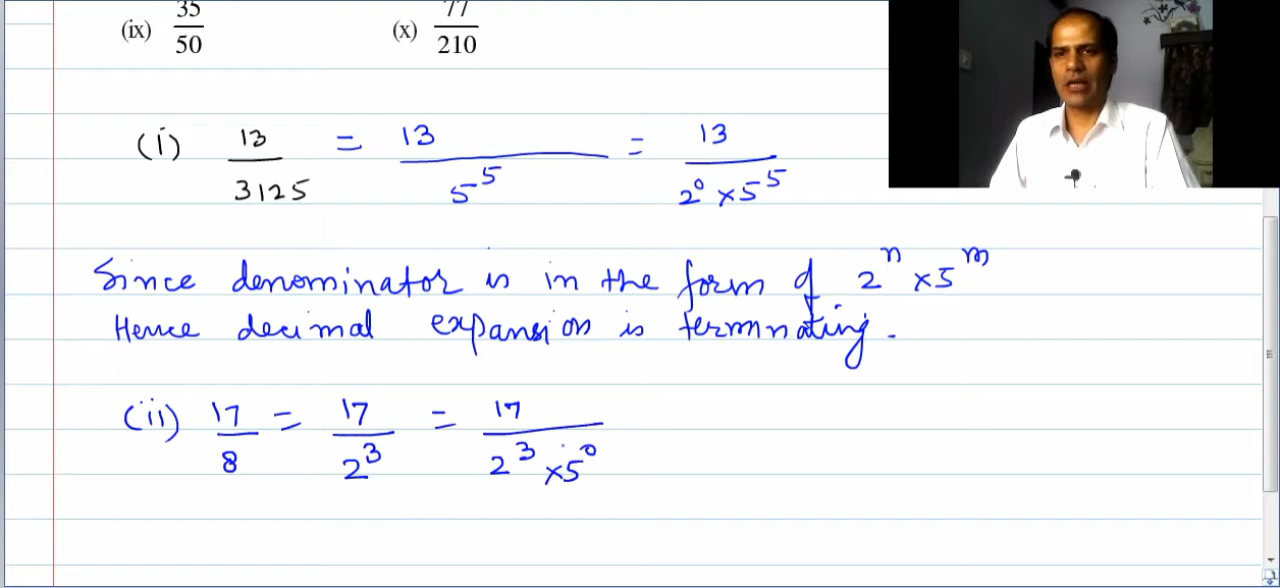 (ix) 35/50 (x) 77/210
(i) 13/3125 = 13/5^5 = 13/2^0 × 5^5
Since denominator is in the form of 2^n × 5^m
Hence decimal expansion is termnating.
(ii) 17/8 = 17/2^3 = 17/2^3 × 5^0